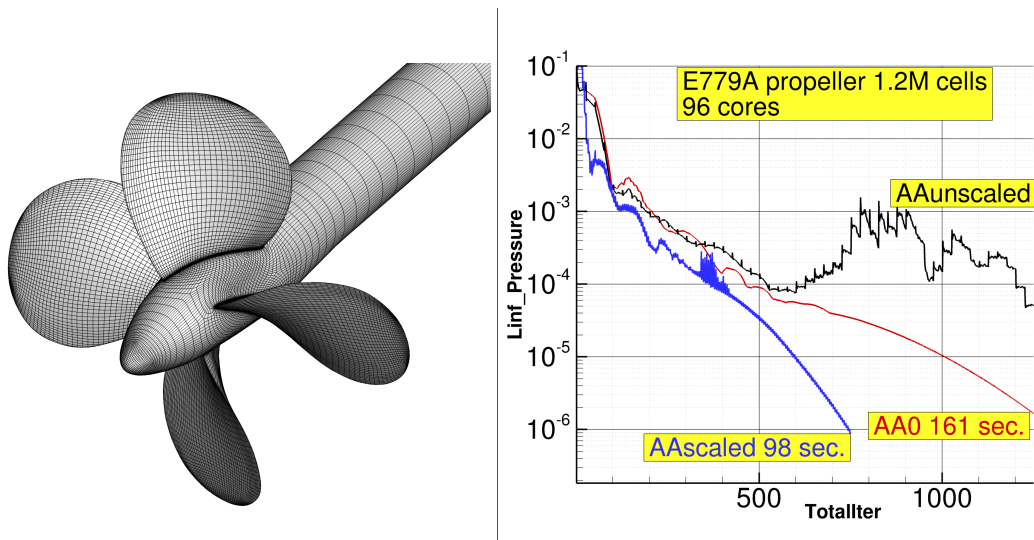 10-1
10-2
10-3
10-4
10-5
10-6
Linf_Pressure
E779A propeller 1.2M cells
96 cores
AAunscaled
AA0 161 sec.
AAscaled 98 sec.
500
1000
TotalIter